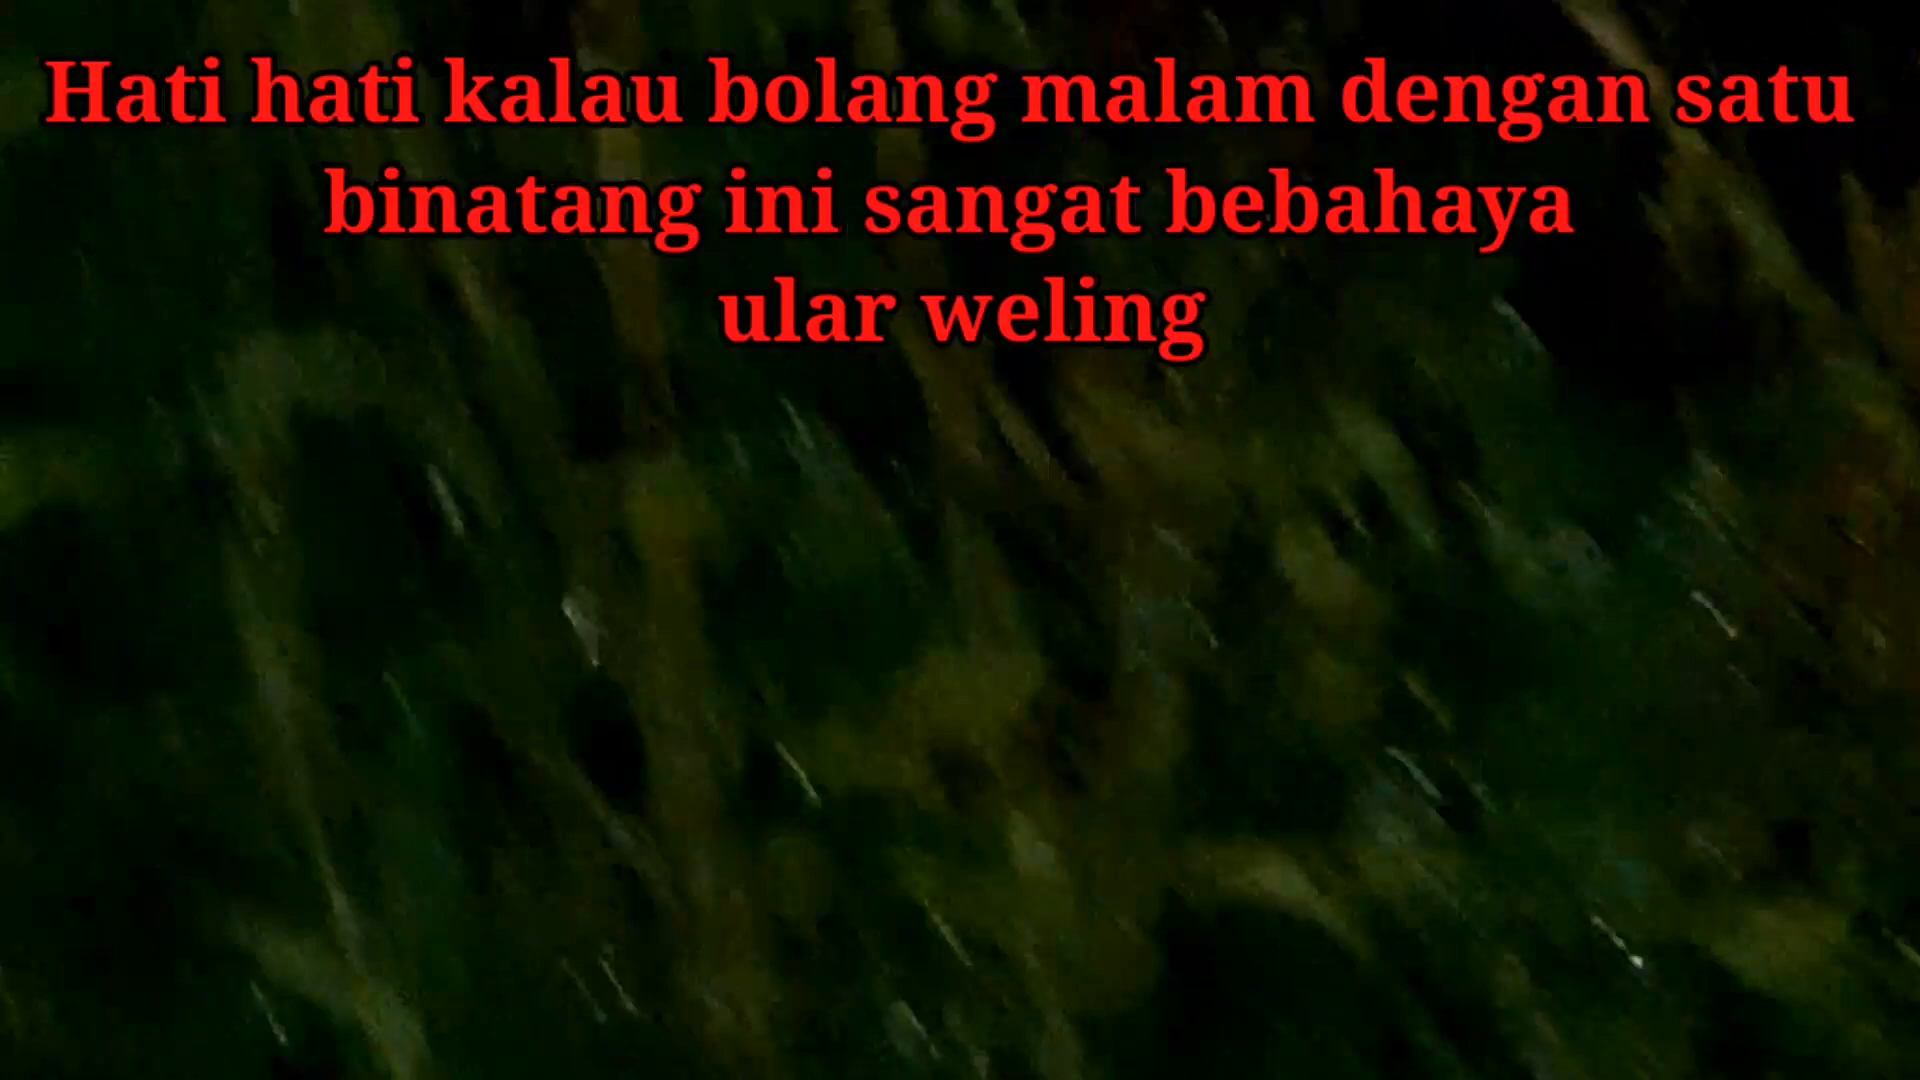 Hati hati kalau bolang malam dengan satu
binatang ini sangat bebahaya
ular weling